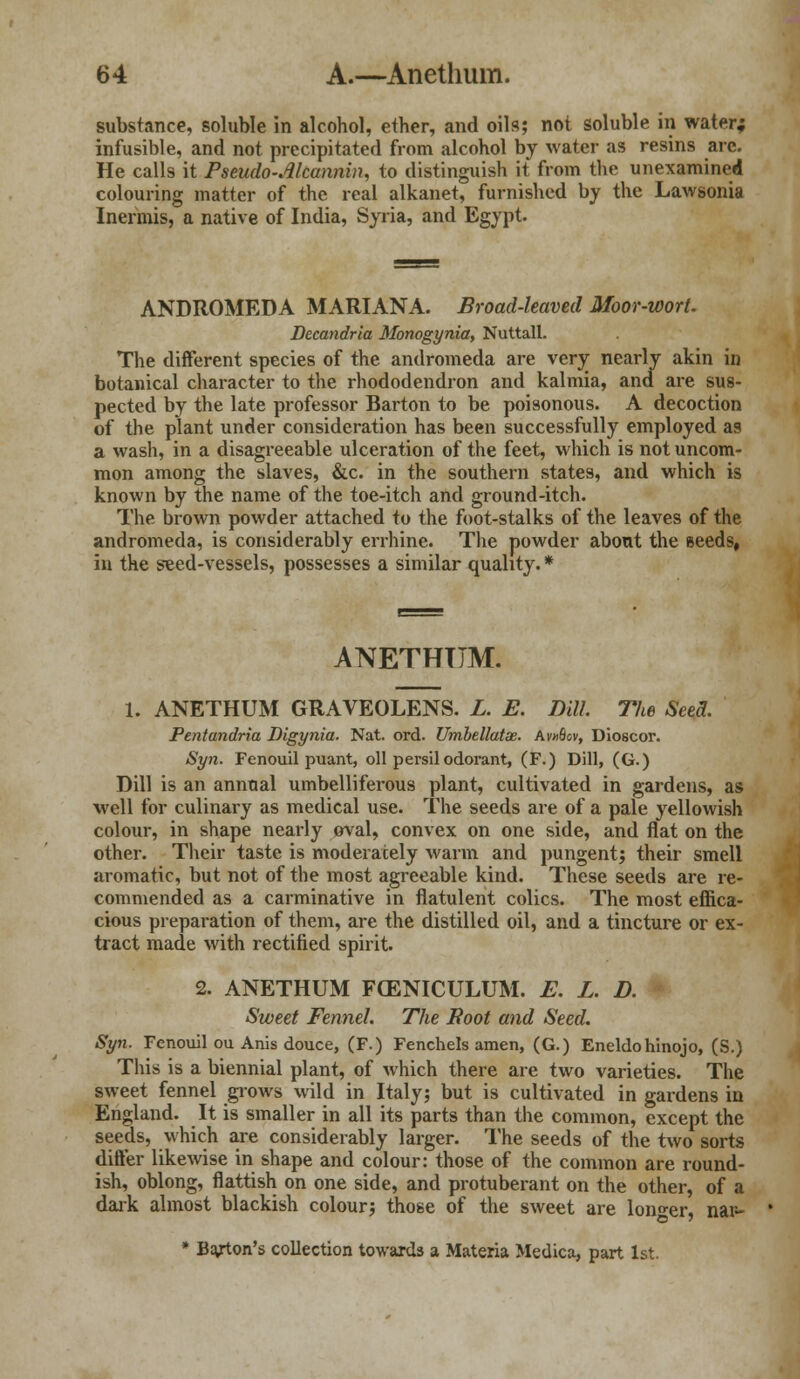 64 A.—Anethum.
substance, soluble in alcohol, ether, and oils; not soluble in water;
infusible, and not precipitated from alcohol by water as resins are.
He calls it Pseudo-Alcannin, to distinguish it from the unexamined
colouring matter of the real alkanet, furnished by the Lawsonia
Inermis, a native of India, Syria, and Egypt.
ANDROMEDA MARIANA. Broad-leaved Moor-wort.
Decandria Monogynia, Nuttall.
The different species of the andromeda are very nearly akin in
botanical character to the rhododendron and kalmia, and are sus-
pected by the late professor Barton to be poisonous. A decoction
of the plant under consideration has been successfully employed as
a wash, in a disagreeable ulceration of the feet, which is not uncom-
mon among the slaves, &c. in the southern states, and which is
known by the name of the toe-itch and ground-itch.
The brown powder attached to the foot-stalks of the leaves of the
andromeda, is considerably errhine. The powder about the seeds,
in the seed-vessels, possesses a similar quality.*
ANETHUM.
1. ANETHUM GRAVEOLENS. L. E. Dill. The Seed.
Pentandria Digynia. Nat. ord. Umbellatæ. Ανηθον, Dioscor.
Syn. Fenouil puant, oll persil odorant, (F.) Dill, (G.)
Dill is an annual umbelliferous plant, cultivated in gardens, as
well for culinary as medical use. The seeds are of a pale yellowish
colour, in shape nearly oval, convex on one side, and flat on the
other. Their taste is moderately warm and pungent; their smell
aromatic, but not of the most agreeable kind. These seeds are re-
commended as a carminative in flatulent colics. The most effica-
cious preparation of them, are the distilled oil, and a tincture or ex-
tract made with rectified spirit.
2. ANETHUM FŒNICULUM. E. L. D.
Sweet Fennel. The Root and Seed.
Syn. Fenouil ou Anis douce, (F.) Fenchels amen, (G.) Eneldo hinojo, (S.)
This is a biennial plant, of which there are two varieties. The
sweet fennel grows wild in Italy; but is cultivated in gardens in
England. It is smaller in all its parts than the common, except the
seeds, which are considerably larger. The seeds of the two sorts
differ likewise in shape and colour: those of the common are round-
ish, oblong, flattish on one side, and protuberant on the other, of a
dark almost blackish colour; those of the sweet are longer, nar-
* Barton's collection towards a Materia Medica, part 1st.